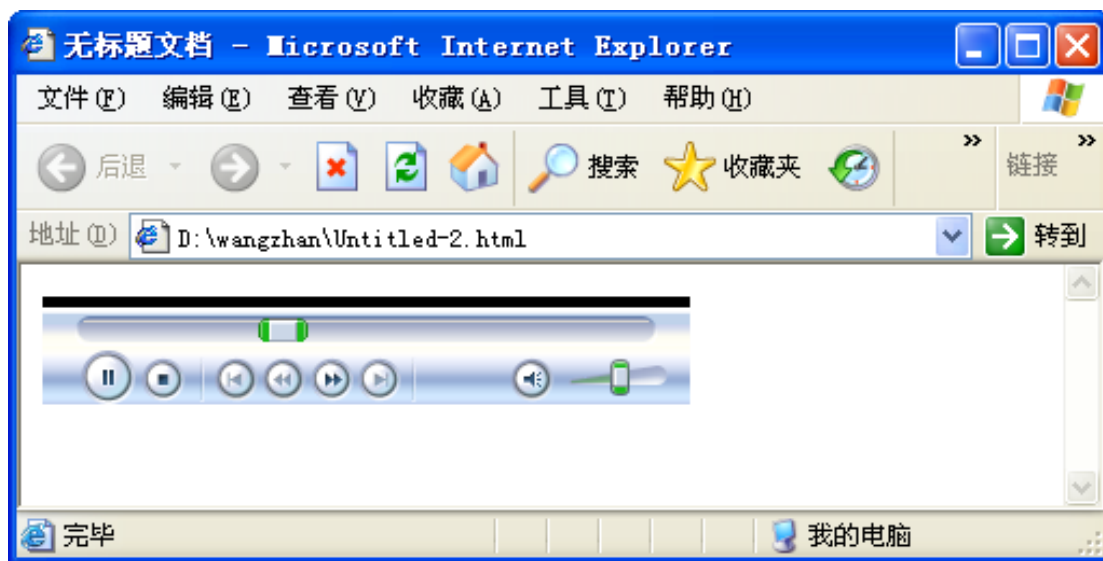 无标题文档 - Microsoft Internet Explorer
文件(F) 编辑(E) 查看(V) 收藏(A) 工具(T) 帮助(H)
后退 搜索 收藏夹 » 链接 »
地址(D) D:\wangzhan\Untitled-2.html 转到
完毕 我的电脑